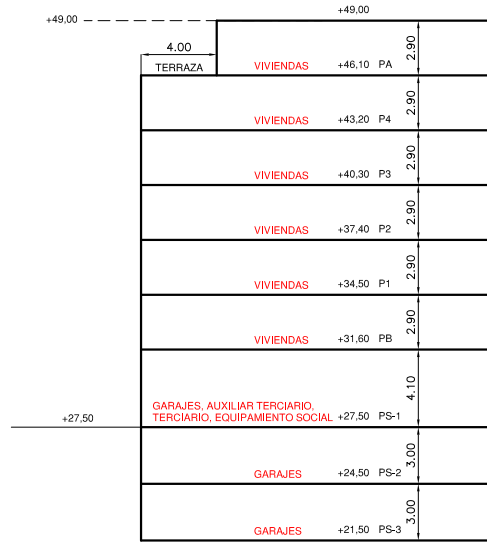 +49,00
+49,00
4.00
TERRAZA
VIVIENDAS +46,10 PA
2.90
VIVIENDAS +43,20 P4
2.90
VIVIENDAS +40,30 P3
2.90
VIVIENDAS +37,40 P2
2.90
VIVIENDAS +34,50 P1
2.90
VIVIENDAS +31,60 PB
2.90
4.10
GARAJES, AUXILIAR TERCIARIO,
TERCIARIO, EQUIPAMIENTO SOCIAL +27,50 PS-1
+27,50
GARAJES +24,50 PS-2
3.00
GARAJES +21,50 PS-3
3.00